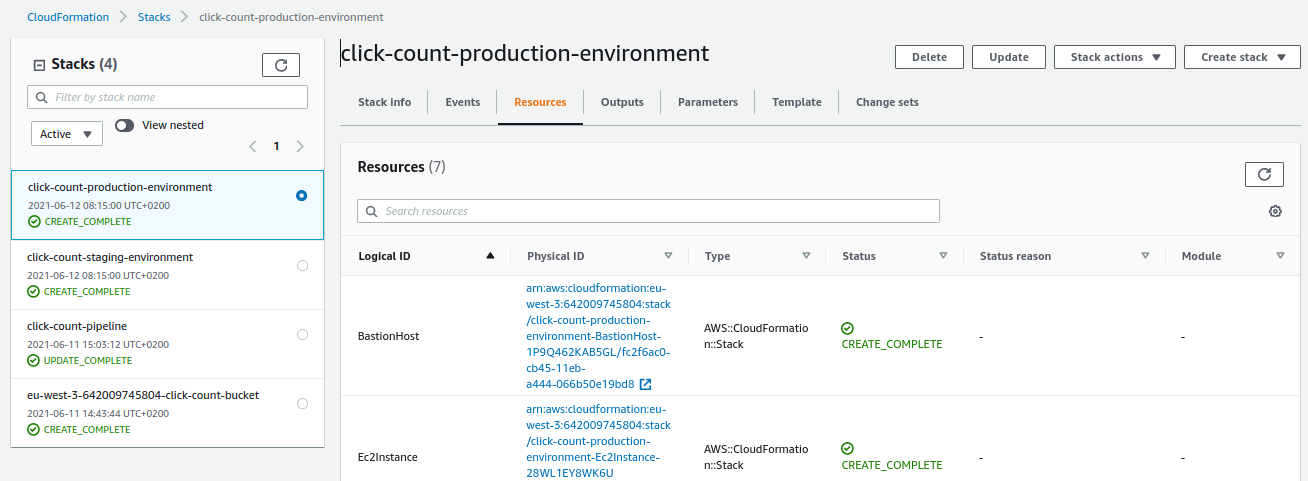 CloudFormation > Stacks > click-count-production-environment
Stacks (4)
Filter by stack name
Active
View nested
1
click-count-production-environment
2021-06-12 08:15:00 UTC+0200
CREATE_COMPLETE
click-count-staging-environment
2021-06-12 08:15:00 UTC+0200
CREATE_COMPLETE
click-count-pipeline
2021-06-11 15:03:12 UTC+0200
UPDATE_COMPLETE
eu-west-3-642009745804-click-count-bucket
2021-06-11 14:43:44 UTC+0200
CREATE_COMPLETE
click-count-production-environment
Delete Update Stack actions Create stack
Stack info Events Resources Outputs Parameters Template Change sets
Resources (7)
Search resources
Logical ID Physical ID Type Status Status reason Module
BastionHost
arn:aws:cloudformation:eu-
west-3:642009745804:stack
/click-count-production-
environment-BastionHost-
1P9Q462KAB5GL/fc2f6ac0-
cb45-11eb-
a444-066b50e19bd8
AWS::CloudFormatio
n::Stack
CREATE_COMPLETE
-
-
Ec2Instance
arn:aws:cloudformation:eu-
west-3:642009745804:stack
/click-count-production-
environment-Ec2Instance-
28WL1EY8WK6U
AWS::CloudFormatio
n::Stack
CREATE_COMPLETE
-
-